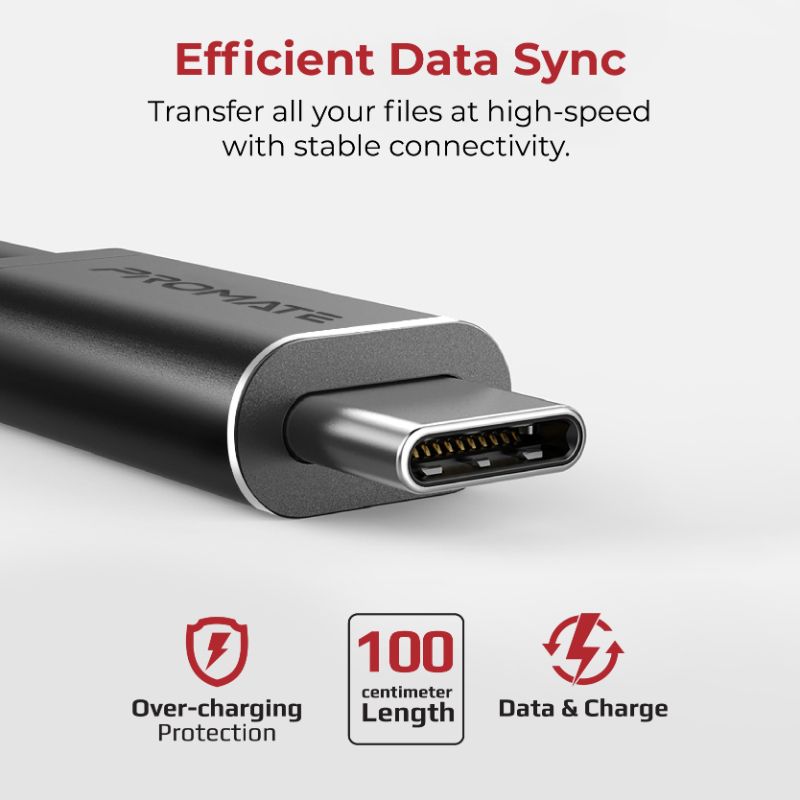 Efficient Data Sync
Transfer all your files at high-speed
with stable connectivity.
PROMATE
Over-charging
Protection
100
centimeter
Length
Data & Charge